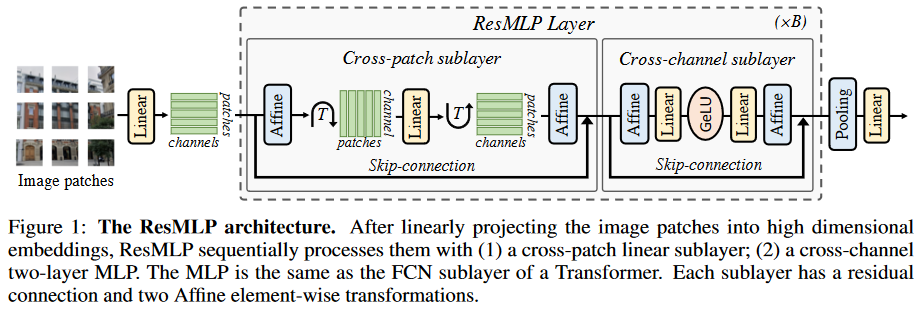 ResMLP Layer
(×B)
Cross-patch sublayer
Cross-channel sublayer
Linear
patches
channels
Affine
T
channel
patches
Linear
T
patches
channels
Affine
Affine
Linear
GeLU
Linear
Affine
Pooling
Linear
Skip-connection
Skip-connection
Image patches
Figure 1: The ResMLP architecture. After linearly projecting the image patches into high dimensional
embeddings, ResMLP sequentially processes them with (1) a cross-patch linear sublayer; (2) a cross-channel
two-layer MLP. The MLP is the same as the FCN sublayer of a Transformer. Each sublayer has a residual
connection and two Affine element-wise transformations.